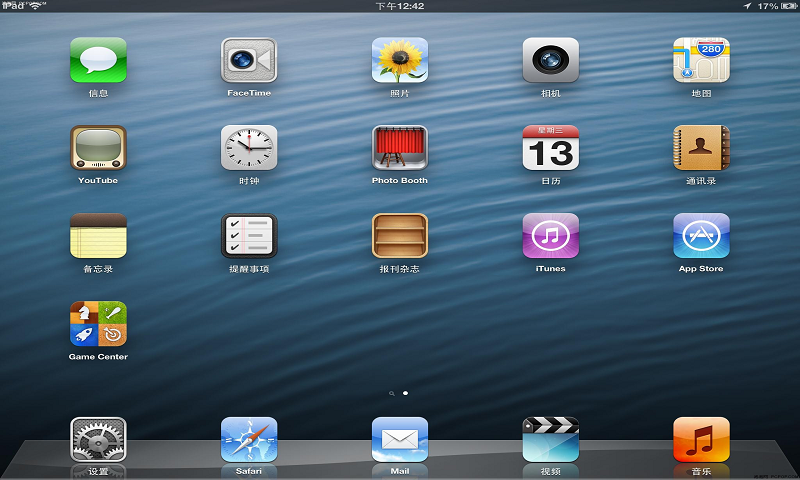 iPad
下午12:42
17%
信息
FaceTime
照片
相机
280
地图
YouTube
时钟
Photo Booth
星期三
13
日历
通讯录
备忘录
提醒事项
报刊杂志
iTunes
App Store
Game Center
设置
Safari
Mail
视频
音乐